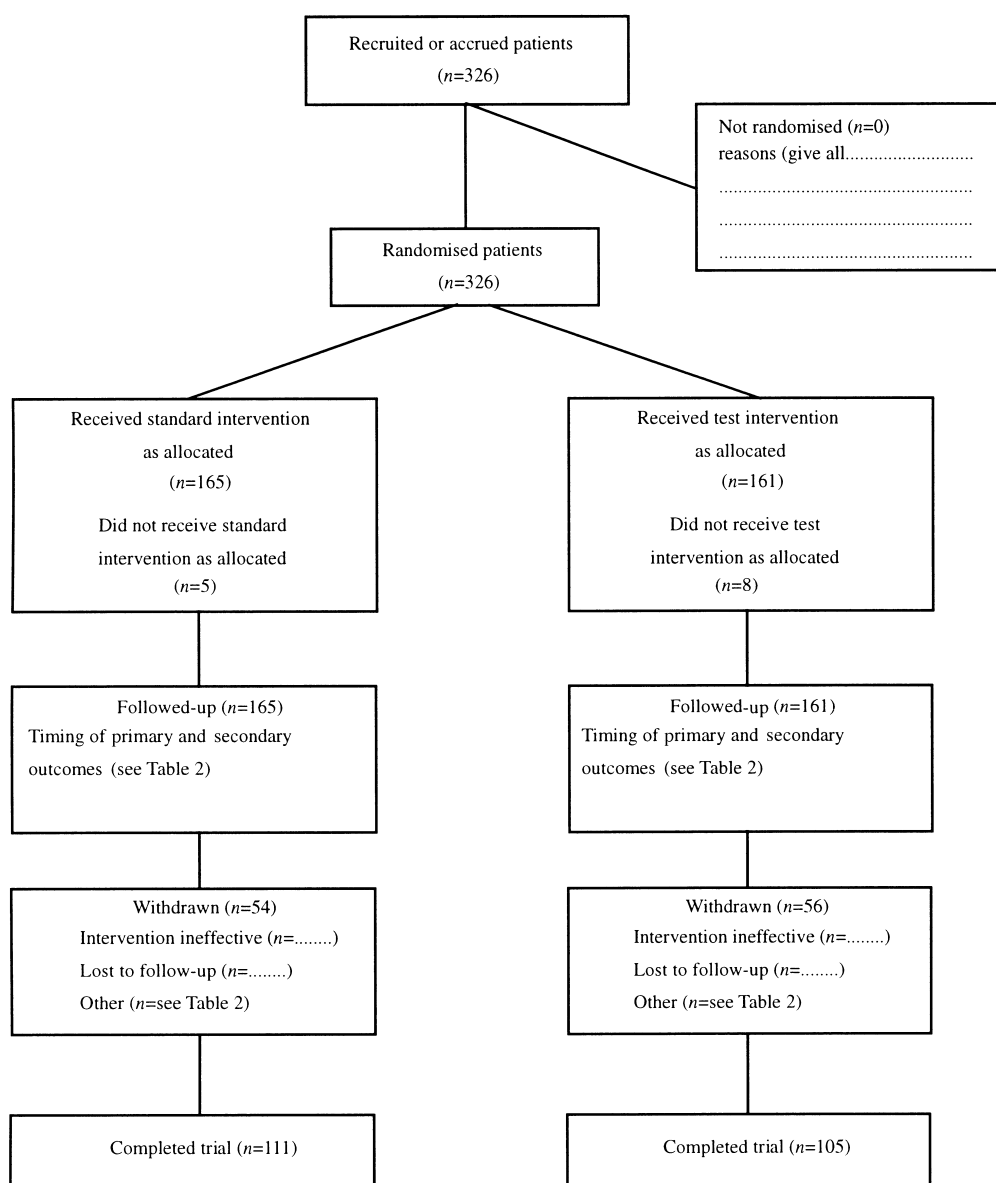 Recruited or accrued patients
(n=326)
Not randomised (n=0)
reasons (give all...........................
.....................................................
.....................................................
.....................................................
Randomised patients
(n=326)
Received standard intervention
as allocated
(n=165)
Did not receive standard
intervention as allocated
(n=5)
Received test intervention
as allocated
(n=161)
Did not receive test
intervention as allocated
(n=8)
Followed-up (n=165)
Timing of primary and secondary
outcomes (see Table 2)
Followed-up (n=161)
Timing of primary and secondary
outcomes (see Table 2)
Withdrawn (n=54)
Intervention ineffective (n=........)
Lost to follow-up (n=........)
Other (n=see Table 2)
Withdrawn (n=56)
Intervention ineffective (n=........)
Lost to follow-up (n=........)
Other (n=see Table 2)
Completed trial (n=111)
Completed trial (n=105)